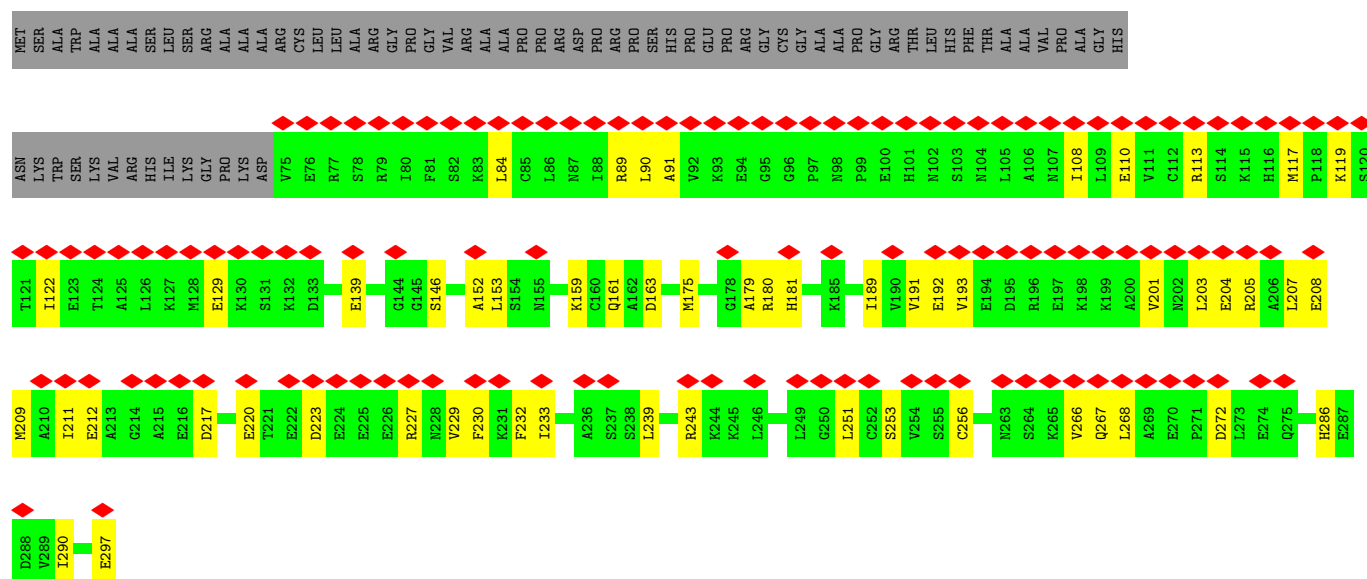 MET SER ALA TRP ALA ALA ALA SER LEU SER ARG ALA ALA ALA ARG CYS LEU LEU ALA ARG GLY PRO GLY VAL ARG ALA ALA PRO PRO ARG ASP PRO ARG PRO SER HIS PRO GLU PRO ARG GLY CYS GLY ALA ALA PRO GLY ARG THR LEU HIS PHE THR ALA ALA VAL PRO ALA GLY HIS
ASN LYS TRP SER LYS VAL ARG HIS ILE LYS GLY PRO LYS ASP V75 E76 R77 S78 R79 I80 F81 S82 K83 L84 C85 L86 N87 I88 R89 L90 A91 V92 K93 E94 G95 G96 P97 N98 P99 E100 H101 N102 S103 N104 L105 A106 N107 I108 L109 E110 V111 C112 R113 S114 K115 H116 M117 P118 K119 S120
T121 I122 E123 T124 A125 L126 K127 M128 E129 K130 S131 K132 D133 E139 G144 G145 S146 A152 L153 S154 N155 K159 C160 Q161 A162 D163 M175 G178 A179 R180 H181 K185 I189 V190 V191 E192 V193 E194 D195 R196 E197 K198 K199 A200 V201 N202 L203 E204 R205 A206 L207 E208
M209 A210 I211 E212 A213 G214 A215 E216 D217 E220 T221 E222 D223 E224 E225 E226 R227 N228 V229 F230 K231 F232 I233 A236 S237 S238 L239 R243 K244 K245 L246 L249 G250 L251 C252 S253 V254 S255 C256 N263 S264 K265 V266 Q267 L268 A269 E270 P271 D272 L273 E274 Q275 H286 E287
D288 V289 I290 E297